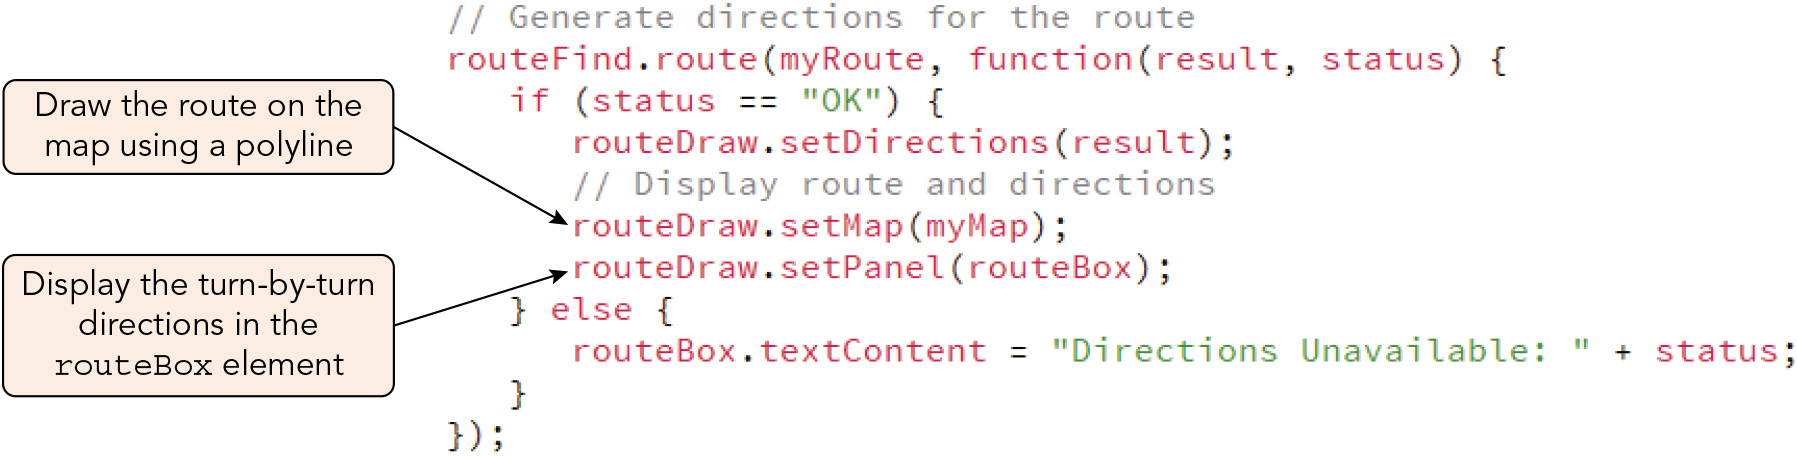 // Generate directions for the route
routeFind.route(myRoute, function(result, status) {
if (status == "OK") {
routeDraw.setDirections(result);
// Display route and directions
routeDraw.setMap(myMap);
routeDraw.setPanel(routeBox);
} else {
routeBox.textContent = "Directions Unavailable: " + status;
}
});
Draw the route on the
map using a polyline
Display the turn-by-turn
directions in the
routeBox element